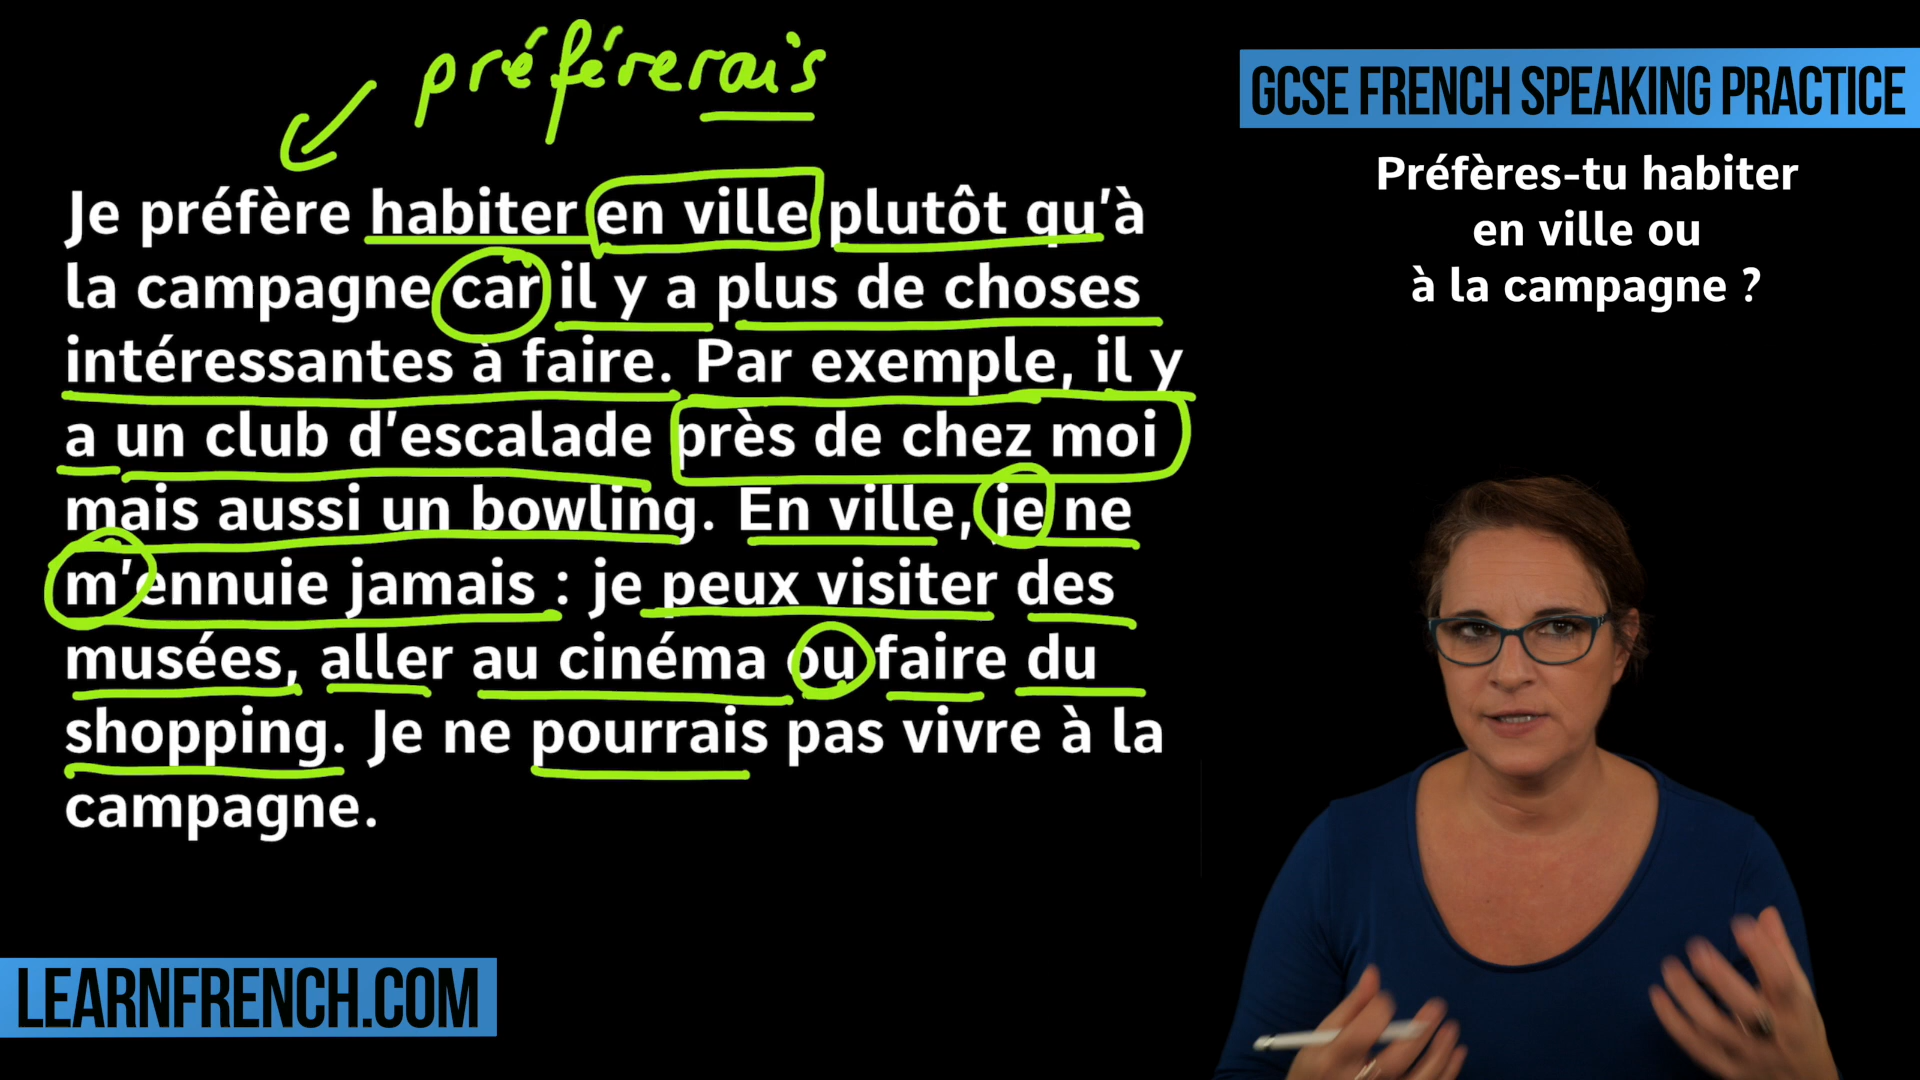 préférerais
Je préfère habiter en ville plutôt qu'à
la campagne car il y a plus de choses
intéressantes à faire. Par exemple, il y
a un club d'escalade près de chez moi
mais aussi un bowling. En ville, je ne
m'ennuie jamais : je peux visiter des
musées, aller au cinéma ou faire du
shopping. Je ne pourrais pas vivre à la
campagne.
GCSE FRENCH SPEAKING PRACTICE
Préfères-tu habiter
en ville ou
à la campagne ?
LEARNFRENCH.COM